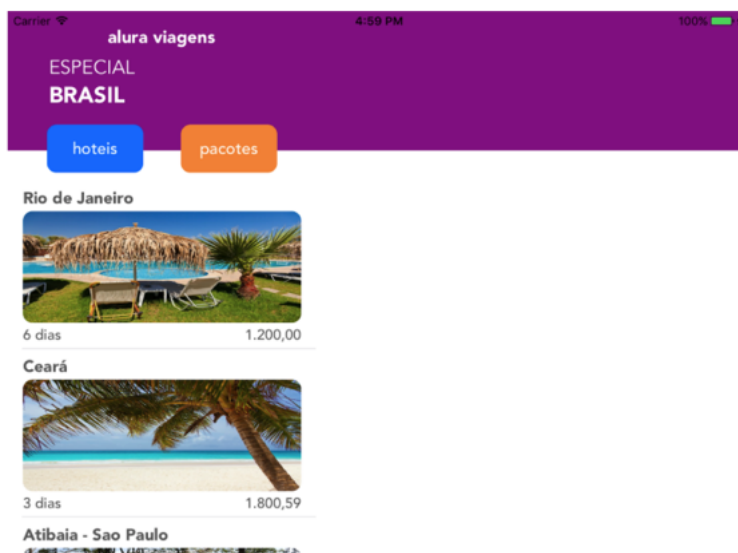 Carrier 4:59 PM 100%
alura viagens
ESPECIAL
BRASIL
hoteis pacotes
Rio de Janeiro
6 dias 1.200,00
Ceará
3 dias 1.800,59
Atibaia - Sao Paulo